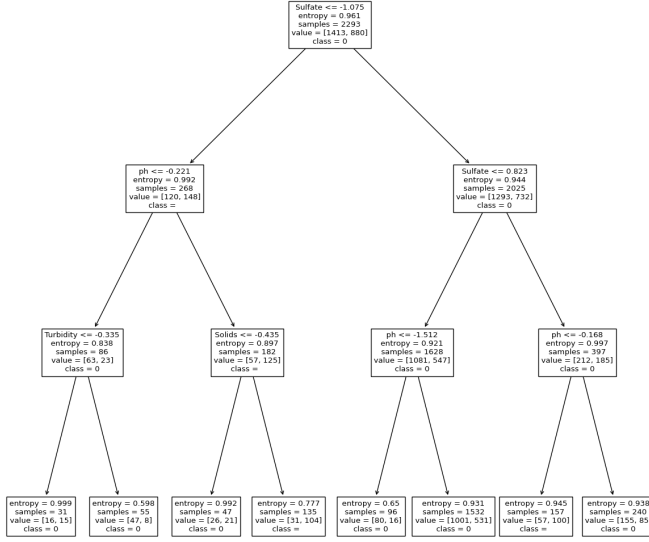 Sulfate <= -1.075
entropy = 0.961
samples = 2293
value = [1413, 880]
class = 0
ph <= -0.221
entropy = 0.992
samples = 268
value = [120, 148]
class =
Sulfate <= 0.823
entropy = 0.944
samples = 2025
value = [1293, 732]
class = 0
Turbidity <= -0.335
entropy = 0.838
samples = 86
value = [63, 23]
class = 0
Solids <= -0.435
entropy = 0.897
samples = 182
value = [57, 125]
class =
ph <= -1.512
entropy = 0.921
samples = 1628
value = [1081, 547]
class = 0
ph <= -0.168
entropy = 0.997
samples = 397
value = [212, 185]
class = 0
entropy = 0.999
samples = 31
value = [16, 15]
class = 0
entropy = 0.598
samples = 55
value = [47, 8]
class = 0
entropy = 0.992
samples = 47
value = [26, 21]
class = 0
entropy = 0.777
samples = 135
value = [31, 104]
class =
entropy = 0.65
samples = 96
value = [80, 16]
class = 0
entropy = 0.931
samples = 1532
value = [1001, 531]
class = 0
entropy = 0.945
samples = 157
value = [57, 100]
class =
entropy = 0.938
samples = 240
value = [155, 85]
class = 0